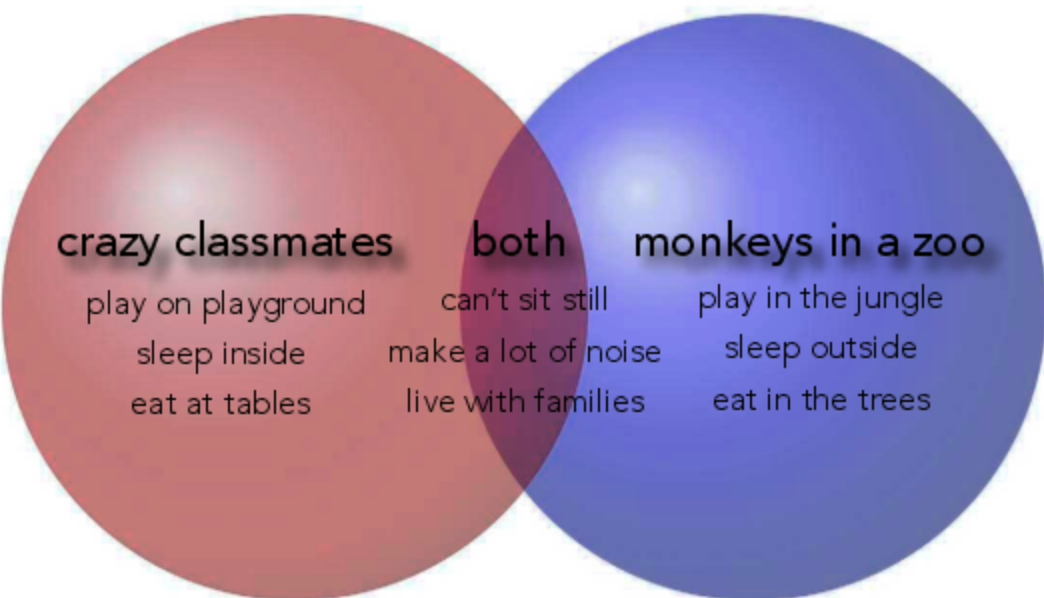 crazy classmates
play on playground
sleep inside
eat at tables
both
can't sit still
make a lot of noise
live with families
monkeys in a zoo
play in the jungle
sleep outside
eat in the trees